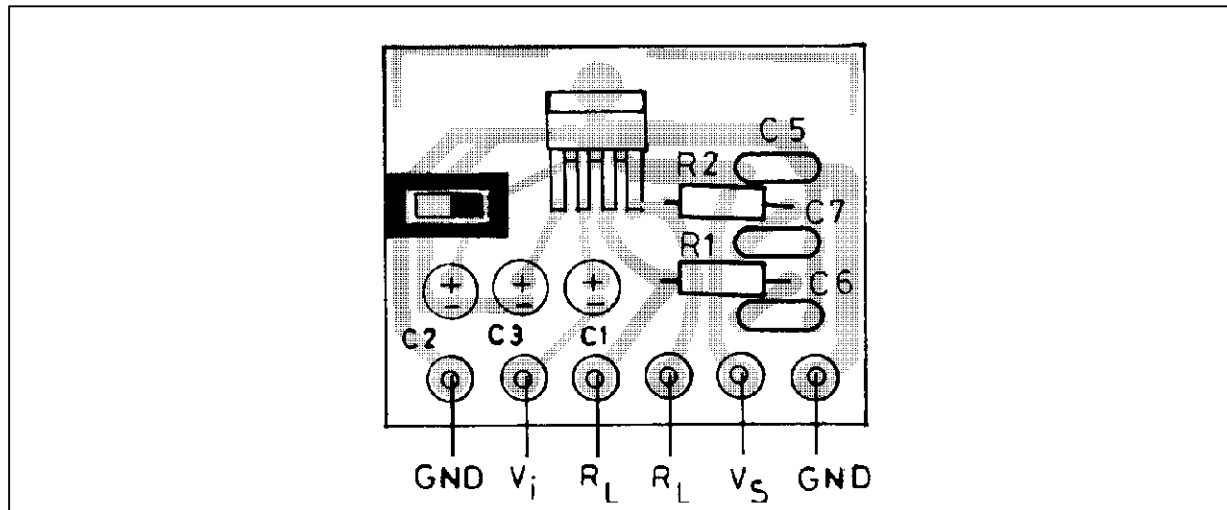 C5
R2
C7
R1
C6
+ + +
- - -
C2 C3 C1
GND Vi RL RL VS GND